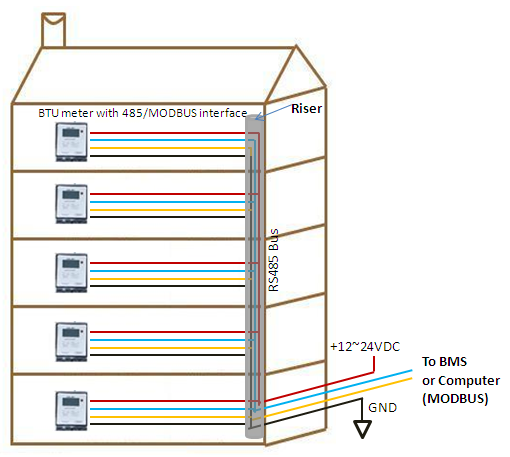 BTU meter with 485/MODBUS interface
Riser
RS485 Bus
+12~24VDC
To BMS
or Computer
(MODBUS)
GND